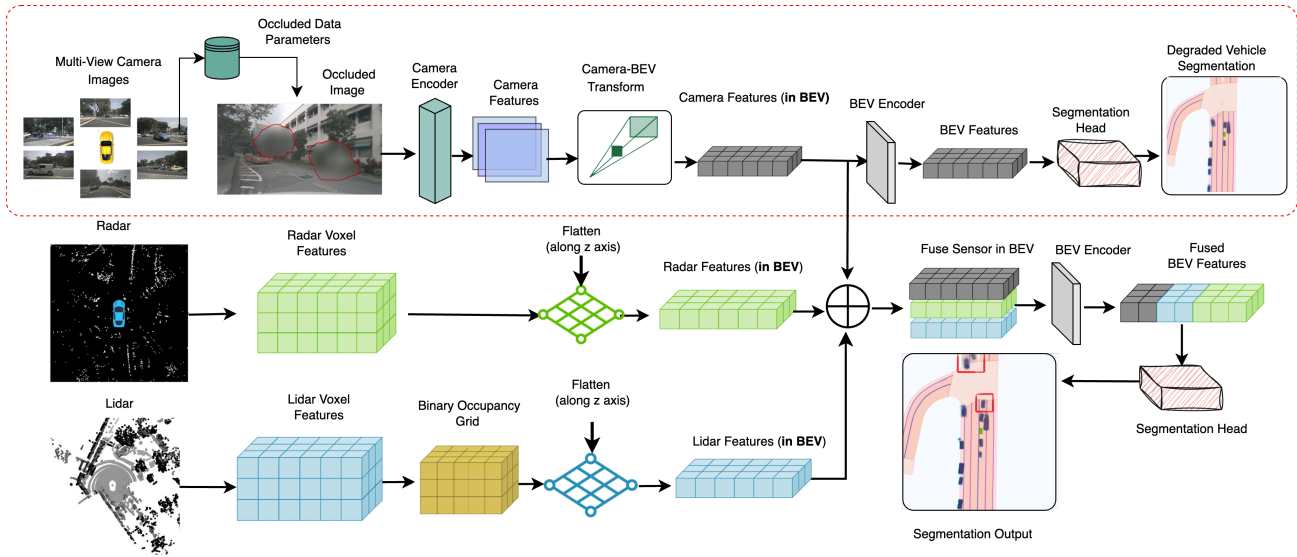 Multi-View Camera
Images
Occluded Data
Parameters
Occluded
Image
Camera
Encoder
Camera
Features
Camera-BEV
Transform
Camera Features (in BEV)
BEV Encoder
BEV Features
Segmentation
Head
Degraded Vehicle
Segmentation
Radar
Radar Voxel
Features
Flatten
(along z axis)
Radar Features (in BEV)
Fuse Sensor in BEV
BEV Encoder
Fused
BEV Features
Lidar
Lidar Voxel
Features
Binary Occupancy
Grid
Flatten
(along z axis)
Lidar Features (in BEV)
Segmentation Head
Segmentation Output